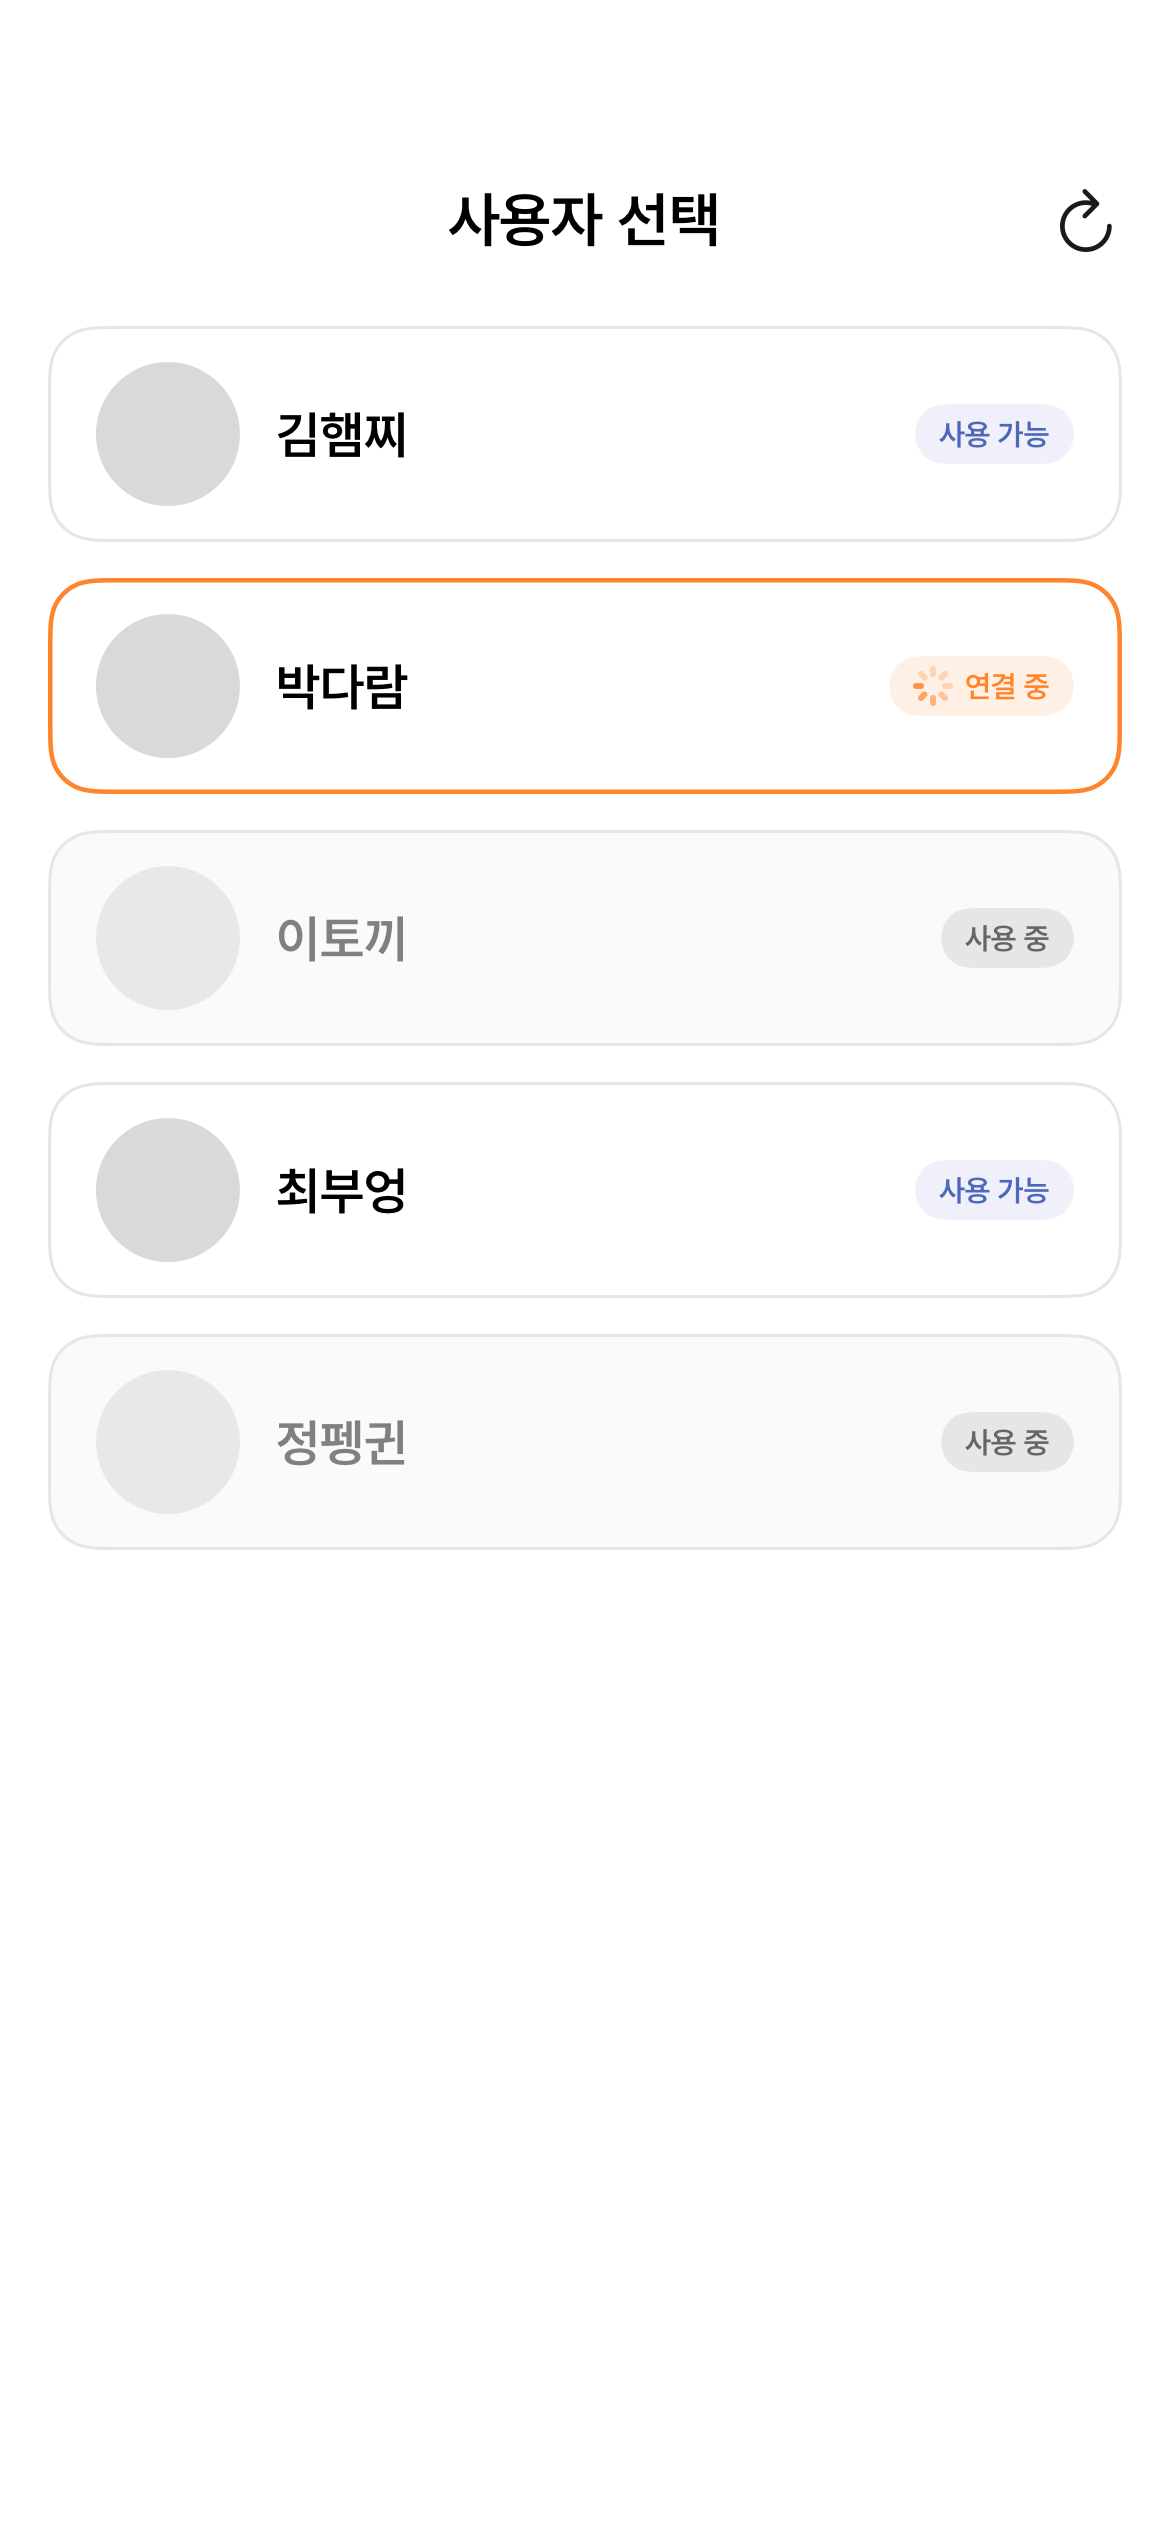 사용자 선택
김햄찌
사용 가능
박다람
연결 중
이토끼
사용 중
최부엉
사용 가능
정펭귄
사용 중